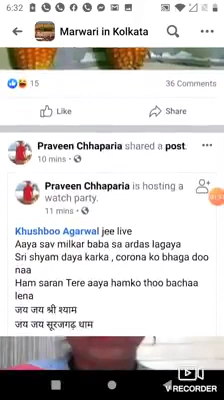 6:32
Marwari in Kolkata
15
36 Comments
Like
Share
Praveen Chhaparia shared a post.
10 mins
Praveen Chhaparia is hosting a
watch party.
11 mins
Khushboo Agarwal jee live
Aaya sav milkar baba sa ardas lagaya
Sri shyam daya karka , corona ko bhaga doo
naa
Ham saran Tere aaya hamko thoo bachaa
lena
जय जय श्री श्याम
जय जय सूरजगढ़ धाम
RECORDER